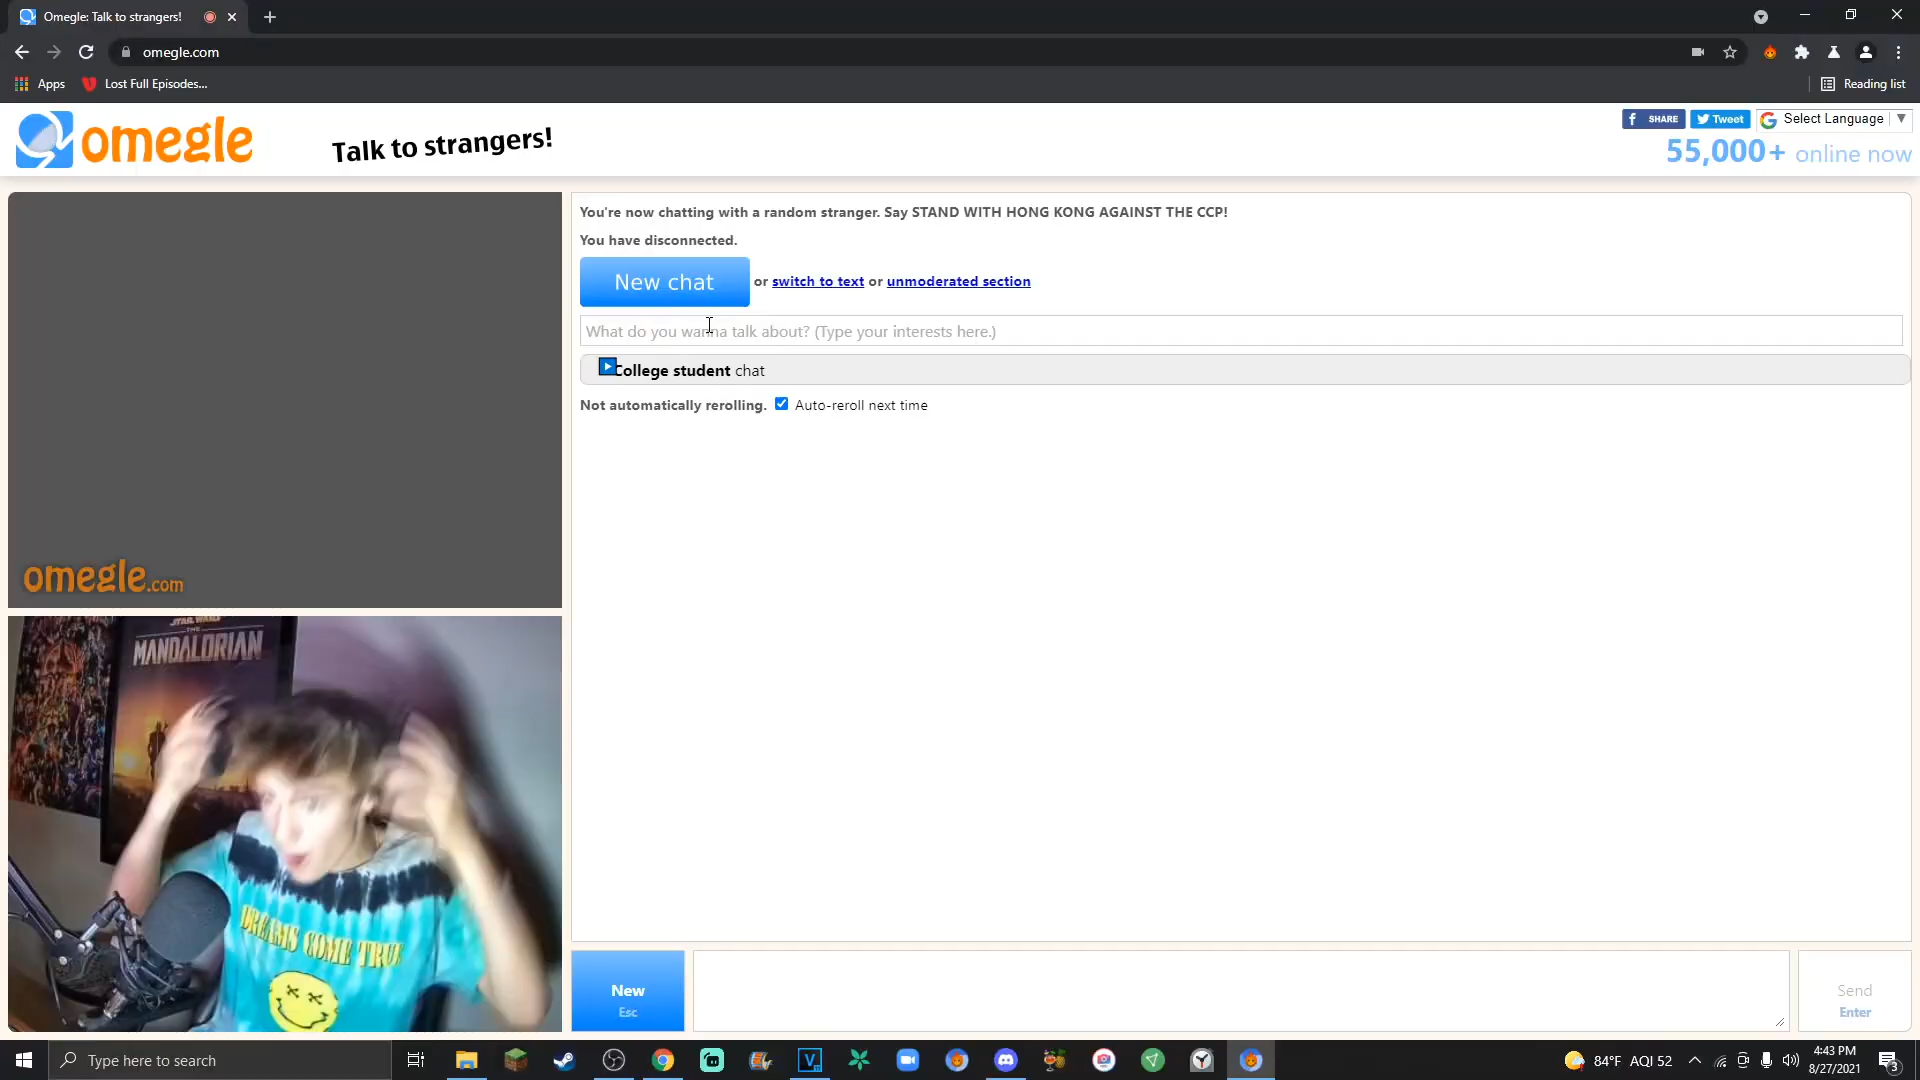 Omegle: Talk to strangers!
omegle.com
Apps
Lost Full Episodes...
Reading list
omegle
Talk to strangers!
SHARE
Tweet
Select Language
55,000+ online now
You're now chatting with a random stranger. Say STAND WITH HONG KONG AGAINST THE CCP!
You have disconnected.
New chat or switch to text or unmoderated section
What do you wanna talk about? (Type your interests here.)
College student chat
Not automatically rerolling. Auto-reroll next time
omegle.com
STAR WARS
THE
MANDALORIAN
DREAMS COME TRUE
New
Esc
Send
Enter
Type here to search
84°F AQI 52
4:43 PM
8/27/2021
3